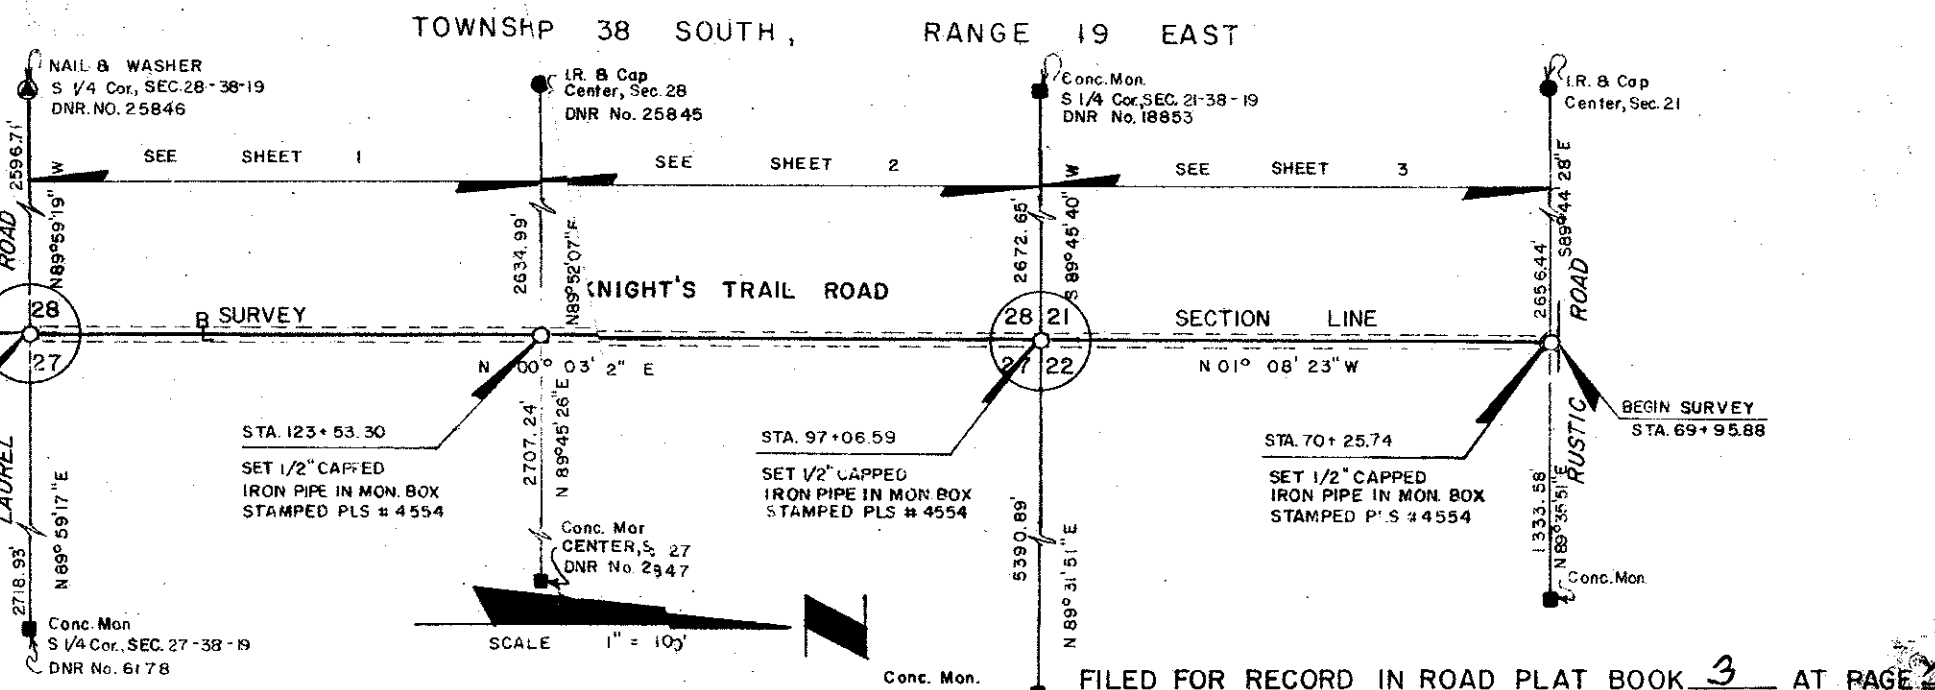 TOWNSHIP 38 SOUTH, RANGE 19 EAST
NAIL & WASHER
S 1/4 Cor., SEC. 28-38-19
DNR. NO. 25846
I.R. & Cap
Center, Sec. 28
DNR No. 25845
Conc. Mon.
S 1/4 Cor., SEC. 21-38-19
DNR No. 18853
I.R. & Cap
Center, Sec. 21
SEE SHEET 1
SEE SHEET 2
SEE SHEET 3
2596.71'
N 89° 59' 19" W
2634.99'
N 89° 52' 07" E
2672.65'
S 89° 45' 40" W
2656.44'
S 89° 44' 28" E
ROAD
ROAD
KNIGHT'S TRAIL ROAD
28
27
B SURVEY
L
28 21
27 22
SECTION LINE
N 00° 03' 2" E
N 01° 08' 23" W
STA. 123+53.30
SET 1/2" CAPPED
IRON PIPE IN MON. BOX
STAMPED PLS # 4554
STA. 97+06.59
SET 1/2" CAPPED
IRON PIPE IN MON. BOX
STAMPED PLS # 4554
STA. 70+25.74
SET 1/2" CAPPED
IRON PIPE IN MON. BOX
STAMPED P'.S # 4554
BEGIN SURVEY
STA. 69+95.88
LAUREL
RUSTIC
2718.93'
N 89° 59' 17" E
2707.24'
N 89° 45' 26" E
5390.89'
N 89° 31' 51" E
1333.58'
N 89° 35' 51" E
Conc. Mon
S 1/4 Cor., SEC. 27-38-19
DNR No. 6178
Conc. Mor
CENTER, S 27
DNR No.
Conc. Mon.
SCALE 1" = 100'
Conc. Mon.
FILED FOR RECORD IN ROAD PLAT BOOK 3 AT PAGE